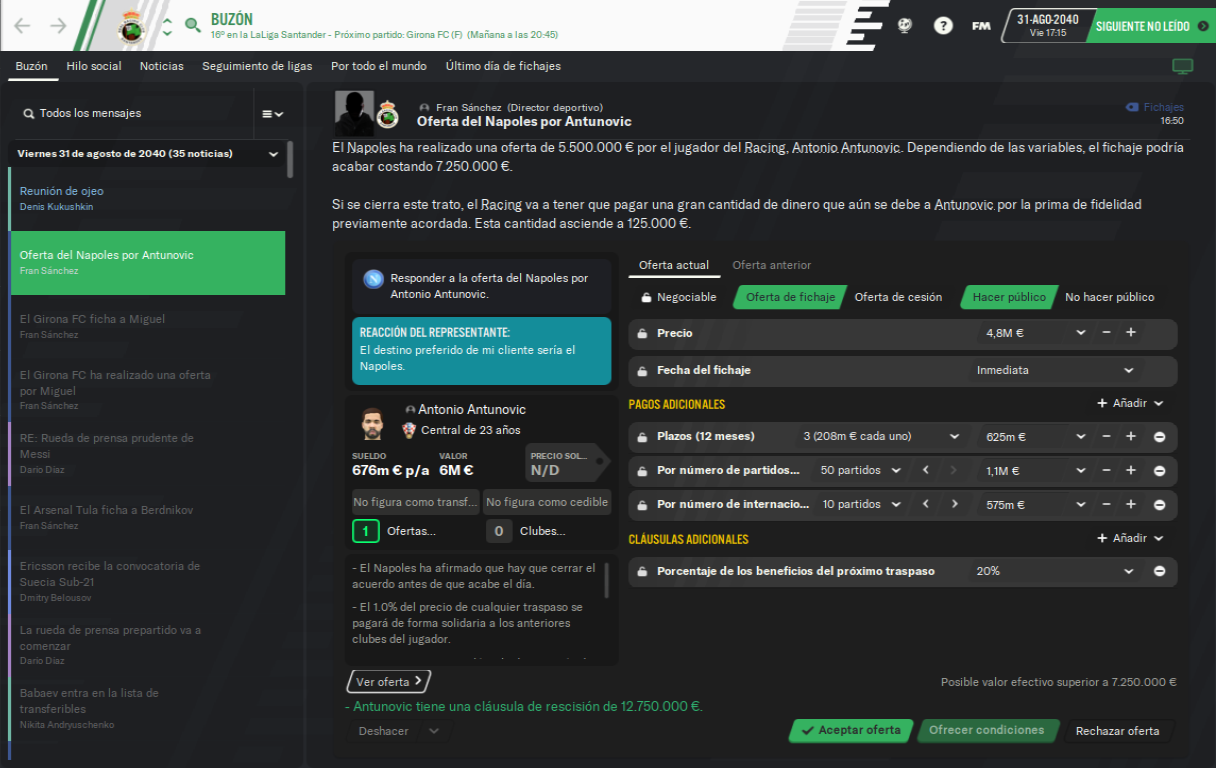 BUZÓN
16º en la LaLiga Santander - Próximo partido: Girona FC (F) (Mañana a las 20:45)
?
FM
31-AGO-2040
Vie 17:15
SIGUIENTE NO LEÍDO
Buzón Hilo social Noticias Seguimiento de ligas Por todo el mundo Último día de fichajes
Todos los mensajes
Viernes 31 de agosto de 2040 (35 noticias)
Reunión de ojeo
Denis Kukushkin
Oferta del Napoles por Antunovic
Fran Sánchez
El Girona FC ficha a Miguel
Fran Sánchez
El Girona FC ha realizado una oferta
por Miguel
Fran Sánchez
RE: Rueda de prensa prudente de
Messi
Darío Díaz
El Arsenal Tula ficha a Berdnikov
Fran Sánchez
Ericsson recibe la convocatoria de
Suecia Sub-21
Dmitry Belousov
La rueda de prensa prepartido va a
comenzar
Darío Díaz
Babaev entra en la lista de
transferibles
Nikita Andryuschenko
Fran Sánchez (Director deportivo)
Oferta del Napoles por Antunovic
Fichajes
16:50
El Napoles ha realizado una oferta de 5.500.000 € por el jugador del Racing, Antonio Antunovic. Dependiendo de las variables, el fichaje podría
acabar costando 7.250.000 €.
Si se cierra este trato, el Racing va a tener que pagar una gran cantidad de dinero que aún se debe a Antunovic por la prima de fidelidad
previamente acordada. Esta cantidad asciende a 125.000 €.
Responder a la oferta del Napoles por
Antonio Antunovic.
REACCIÓN DEL REPRESENTANTE:
El destino preferido de mi cliente sería el
Napoles.
Antonio Antunovic
Central de 23 años
SUELDO VALOR PRECIO SOL...
676m € p/a 6M € N/D
No figura como transf... No figura como cedible
1 Ofertas... 0 Clubes...
- El Napoles ha afirmado que hay que cerrar el
acuerdo antes de que acabe el día.
- El 1.0% del precio de cualquier traspaso se
pagará de forma solidaria a los anteriores
clubes del jugador.
Oferta actual Oferta anterior
Negociable Oferta de fichaje Oferta de cesión Hacer público No hacer público
Precio 4,8M €
Fecha del fichaje Inmediata
PAGOS ADICIONALES + Añadir
Plazos (12 meses) 3 (208m € cada uno) 625m €
Por número de partidos... 50 partidos 1,1M €
Por número de internacio... 10 partidos 575m €
CLÁUSULAS ADICIONALES + Añadir
Porcentaje de los beneficios del próximo traspaso 20%
Ver oferta
Posible valor efectivo superior a 7.250.000 €
- Antunovic tiene una cláusula de rescisión de 12.750.000 €.
Deshacer
Aceptar oferta Ofrecer condiciones Rechazar oferta